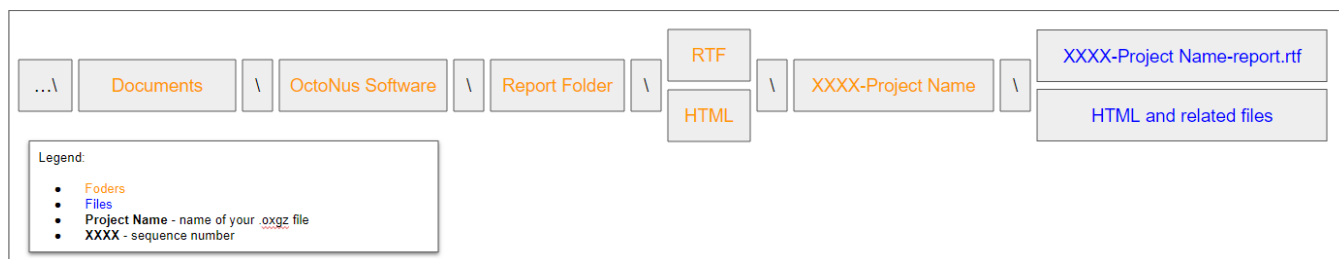 RTF
XXXX-Project Name-report.rtf
…\ Documents \ OctoNus Software \ Report Folder \ \ XXXX-Project Name \
HTML
HTML and related files
Legend:
● Foders
● Files
● Project Name - name of your .oxgz file
● XXXX - sequence number